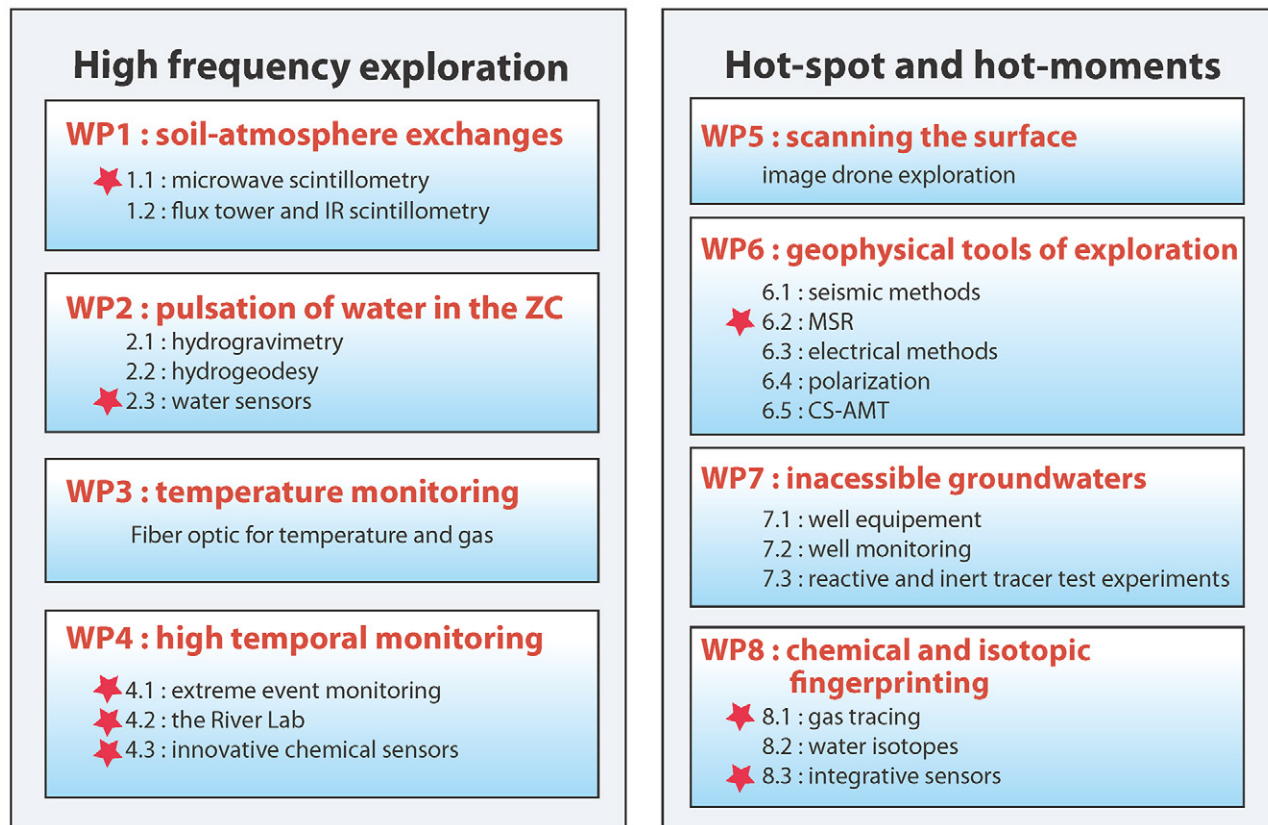 High frequency exploration
WP1 : soil-atmosphere exchanges
1.1 : microwave scintillometry
1.2 : flux tower and IR scintillometry
WP2 : pulsation of water in the ZC
2.1 : hydrogravimetry
2.2 : hydrogeodesy
2.3 : water sensors
WP3 : temperature monitoring
Fiber optic for temperature and gas
WP4 : high temporal monitoring
4.1 : extreme event monitoring
4.2 : the River Lab
4.3 : innovative chemical sensors
Hot-spot and hot-moments
WP5 : scanning the surface
image drone exploration
WP6 : geophysical tools of exploration
6.1 : seismic methods
6.2 : MSR
6.3 : electrical methods
6.4 : polarization
6.5 : CS-AMT
WP7 : inacessible groundwaters
7.1 : well equipement
7.2 : well monitoring
7.3 : reactive and inert tracer test experiments
WP8 : chemical and isotopic
fingerprinting
8.1 : gas tracing
8.2 : water isotopes
8.3 : integrative sensors